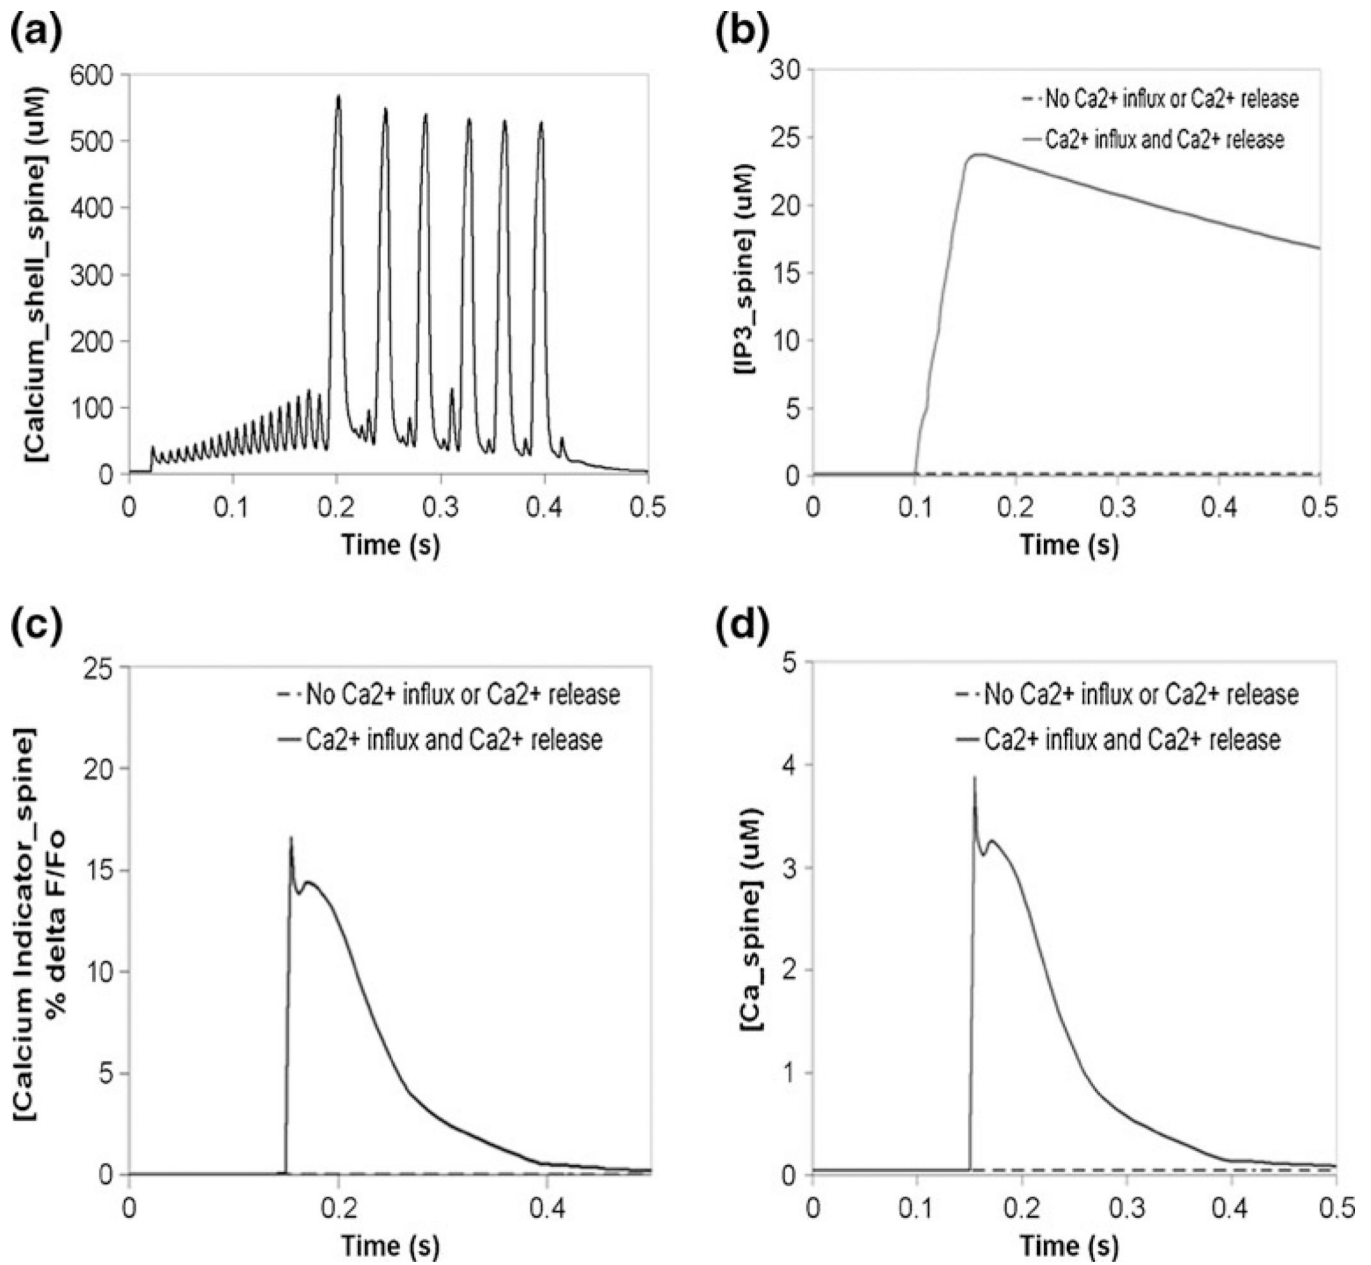 (a)
600
500
400
300
200
100
0
[Calcium_shell_spine] (uM)
0 0.1 0.2 0.3 0.4 0.5
Time (s)
(b)
30
25
20
15
10
5
0
[IP3_spine] (uM)
No Ca2+ influx or Ca2+ release
Ca2+ influx and Ca2+ release
0 0.1 0.2 0.3 0.4 0.5
Time (s)
(c)
25
20
15
10
5
0
[Calcium Indicator_spine]
% delta F/Fo
No Ca2+ influx or Ca2+ release
Ca2+ influx and Ca2+ release
0 0.2 0.4
Time (s)
(d)
5
4
3
2
1
0
[Ca_spine] (uM)
No Ca2+ influx or Ca2+ release
Ca2+ influx and Ca2+ release
0 0.1 0.2 0.3 0.4 0.5
Time (s)